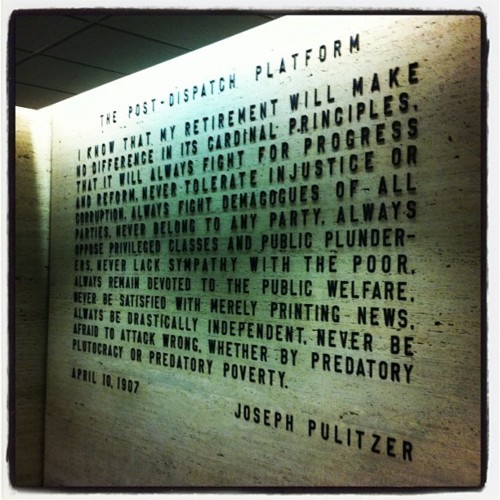 THE POST-DISPATCH PLATFORM
I KNOW THAT MY RETIREMENT WILL MAKE
NO DIFFERENCE IN ITS CARDINAL PRINCIPLES,
THAT IT WILL ALWAYS FIGHT FOR PROGRESS
AND REFORM, NEVER TOLERATE INJUSTICE OR
CORRUPTION, ALWAYS FIGHT DEMAGOGUES OF ALL
PARTIES, NEVER BELONG TO ANY PARTY, ALWAYS
OPPOSE PRIVILEGED CLASSES AND PUBLIC PLUNDER-
ERS, NEVER LACK SYMPATHY WITH THE POOR,
ALWAYS REMAIN DEVOTED TO THE PUBLIC WELFARE,
NEVER BE SATISFIED WITH MERELY PRINTING NEWS,
ALWAYS BE DRASTICALLY INDEPENDENT, NEVER BE
AFRAID TO ATTACK WRONG, WHETHER BY PREDATORY
PLUTOCRACY OR PREDATORY POVERTY.
APRIL 10, 1907
JOSEPH PULITZER